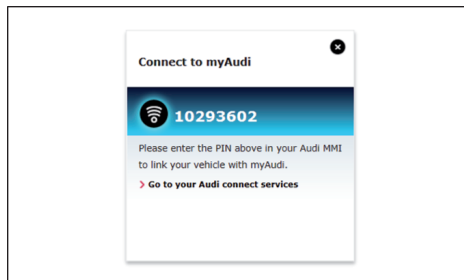 Connect to myAudi
10293602
Please enter the PIN above in your Audi MMI
to link your vehicle with myAudi.
Go to your Audi connect services